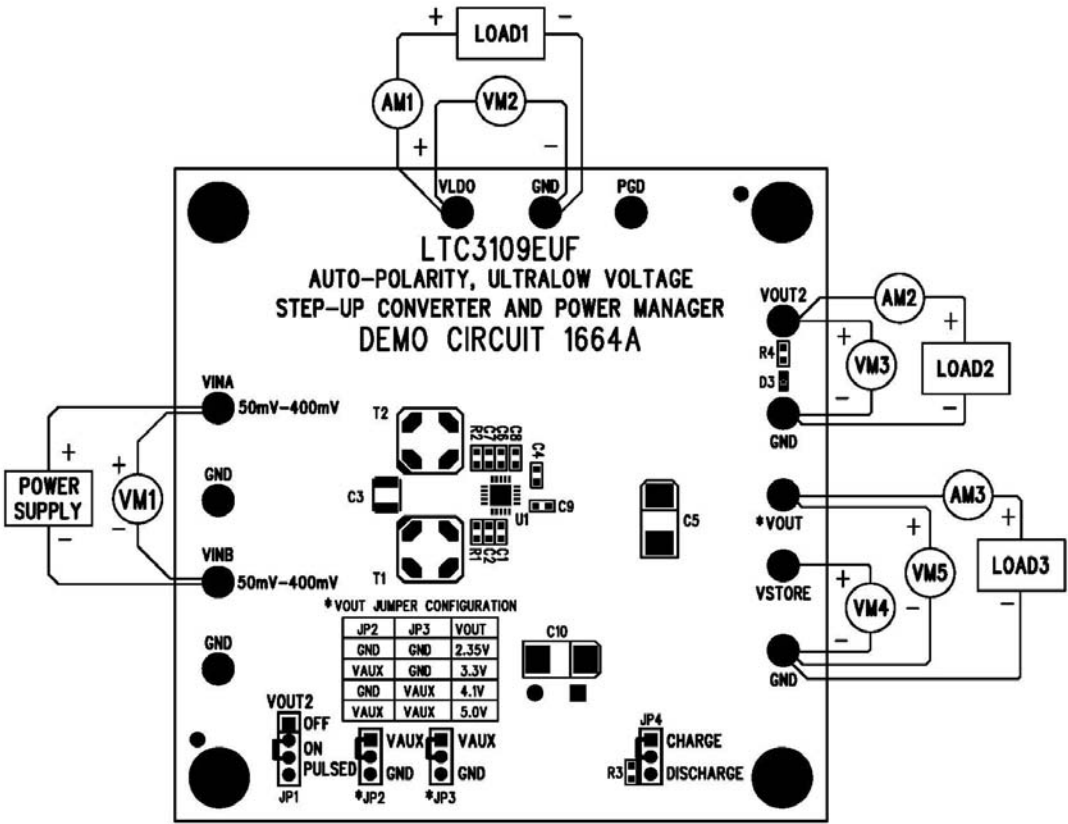 + LOAD1 -
AM1
+ VM2 -
VLDO GND PGD
LTC3109EUF
AUTO-POLARITY, ULTRALOW VOLTAGE
STEP-UP CONVERTER AND POWER MANAGER
DEMO CIRCUIT 1664A
VOUT2
AM2
+
LOAD2
-
+
VM3
-
R4
D3
GND
VINA
50mV-400mV
+
POWER
SUPPLY
-
+
VM1
-
GND
VINB
50mV-400mV
GND
T2
R2 C7 C6 C8
C4
C3
U1
C9
R1 C2 C1
T1
C5
*VOUT
AM3
+
LOAD3
-
+
VM5
-
VSTORE
+
VM4
-
GND
*VOUT JUMPER CONFIGURATION
JP2 JP3 VOUT
GND GND 2.35V
VAUX GND 3.3V
GND VAUX 4.1V
VAUX VAUX 5.0V
C10
VOUT2
OFF
ON
PULSED
JP1
VAUX
GND
*JP2
VAUX
GND
*JP3
JP4
CHARGE
R3
DISCHARGE